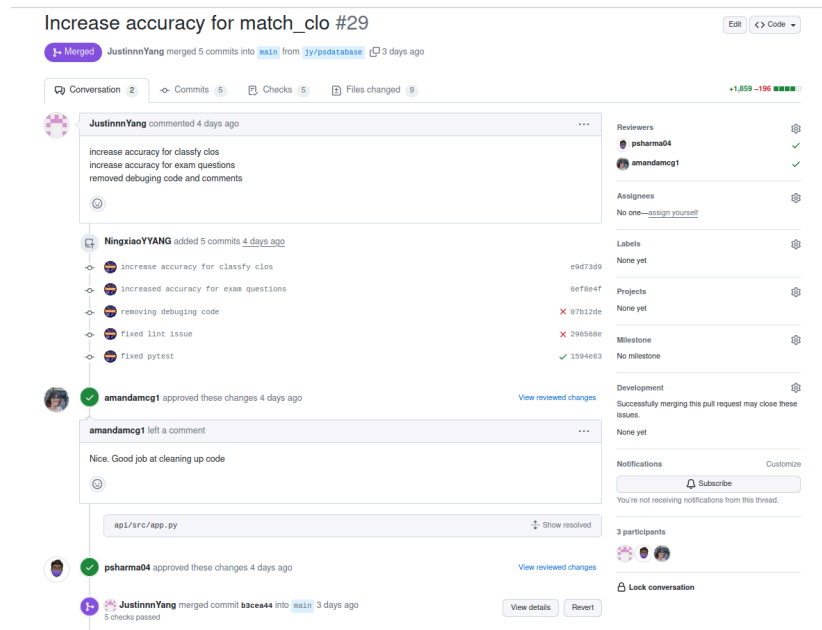 Increase accuracy for match_clo #29
Edit
Code
Merged JustinnnYang merged 5 commits into main from jy/psdatabase 3 days ago
Conversation 2
Commits 5
Checks 5
Files changed 9
+1,859 −196
JustinnnYang commented 4 days ago
increase accuracy for classfy clos
increase accuracy for exam questions
removed debuging code and comments
NingxiaoYYANG added 5 commits 4 days ago
increase accuracy for classfy clos e9d73d9
increased accuracy for exam questions 6ef8e4f
removing debuging code 07b12de
fixed lint issue 296568e
fixed pytest 1594e83
amandamcg1 approved these changes 4 days ago
View reviewed changes
amandamcg1 left a comment
Nice. Good job at cleaning up code
api/src/app.py
Show resolved
psharma04 approved these changes 4 days ago
View reviewed changes
JustinnnYang merged commit b3cea44 into main 3 days ago
5 checks passed
View details
Revert
Reviewers
psharma04
amandamcg1
Assignees
No one—assign yourself
Labels
None yet
Projects
None yet
Milestone
No milestone
Development
Successfully merging this pull request may close these
issues.
None yet
Notifications
Customize
Subscribe
You're not receiving notifications from this thread.
3 participants
Lock conversation